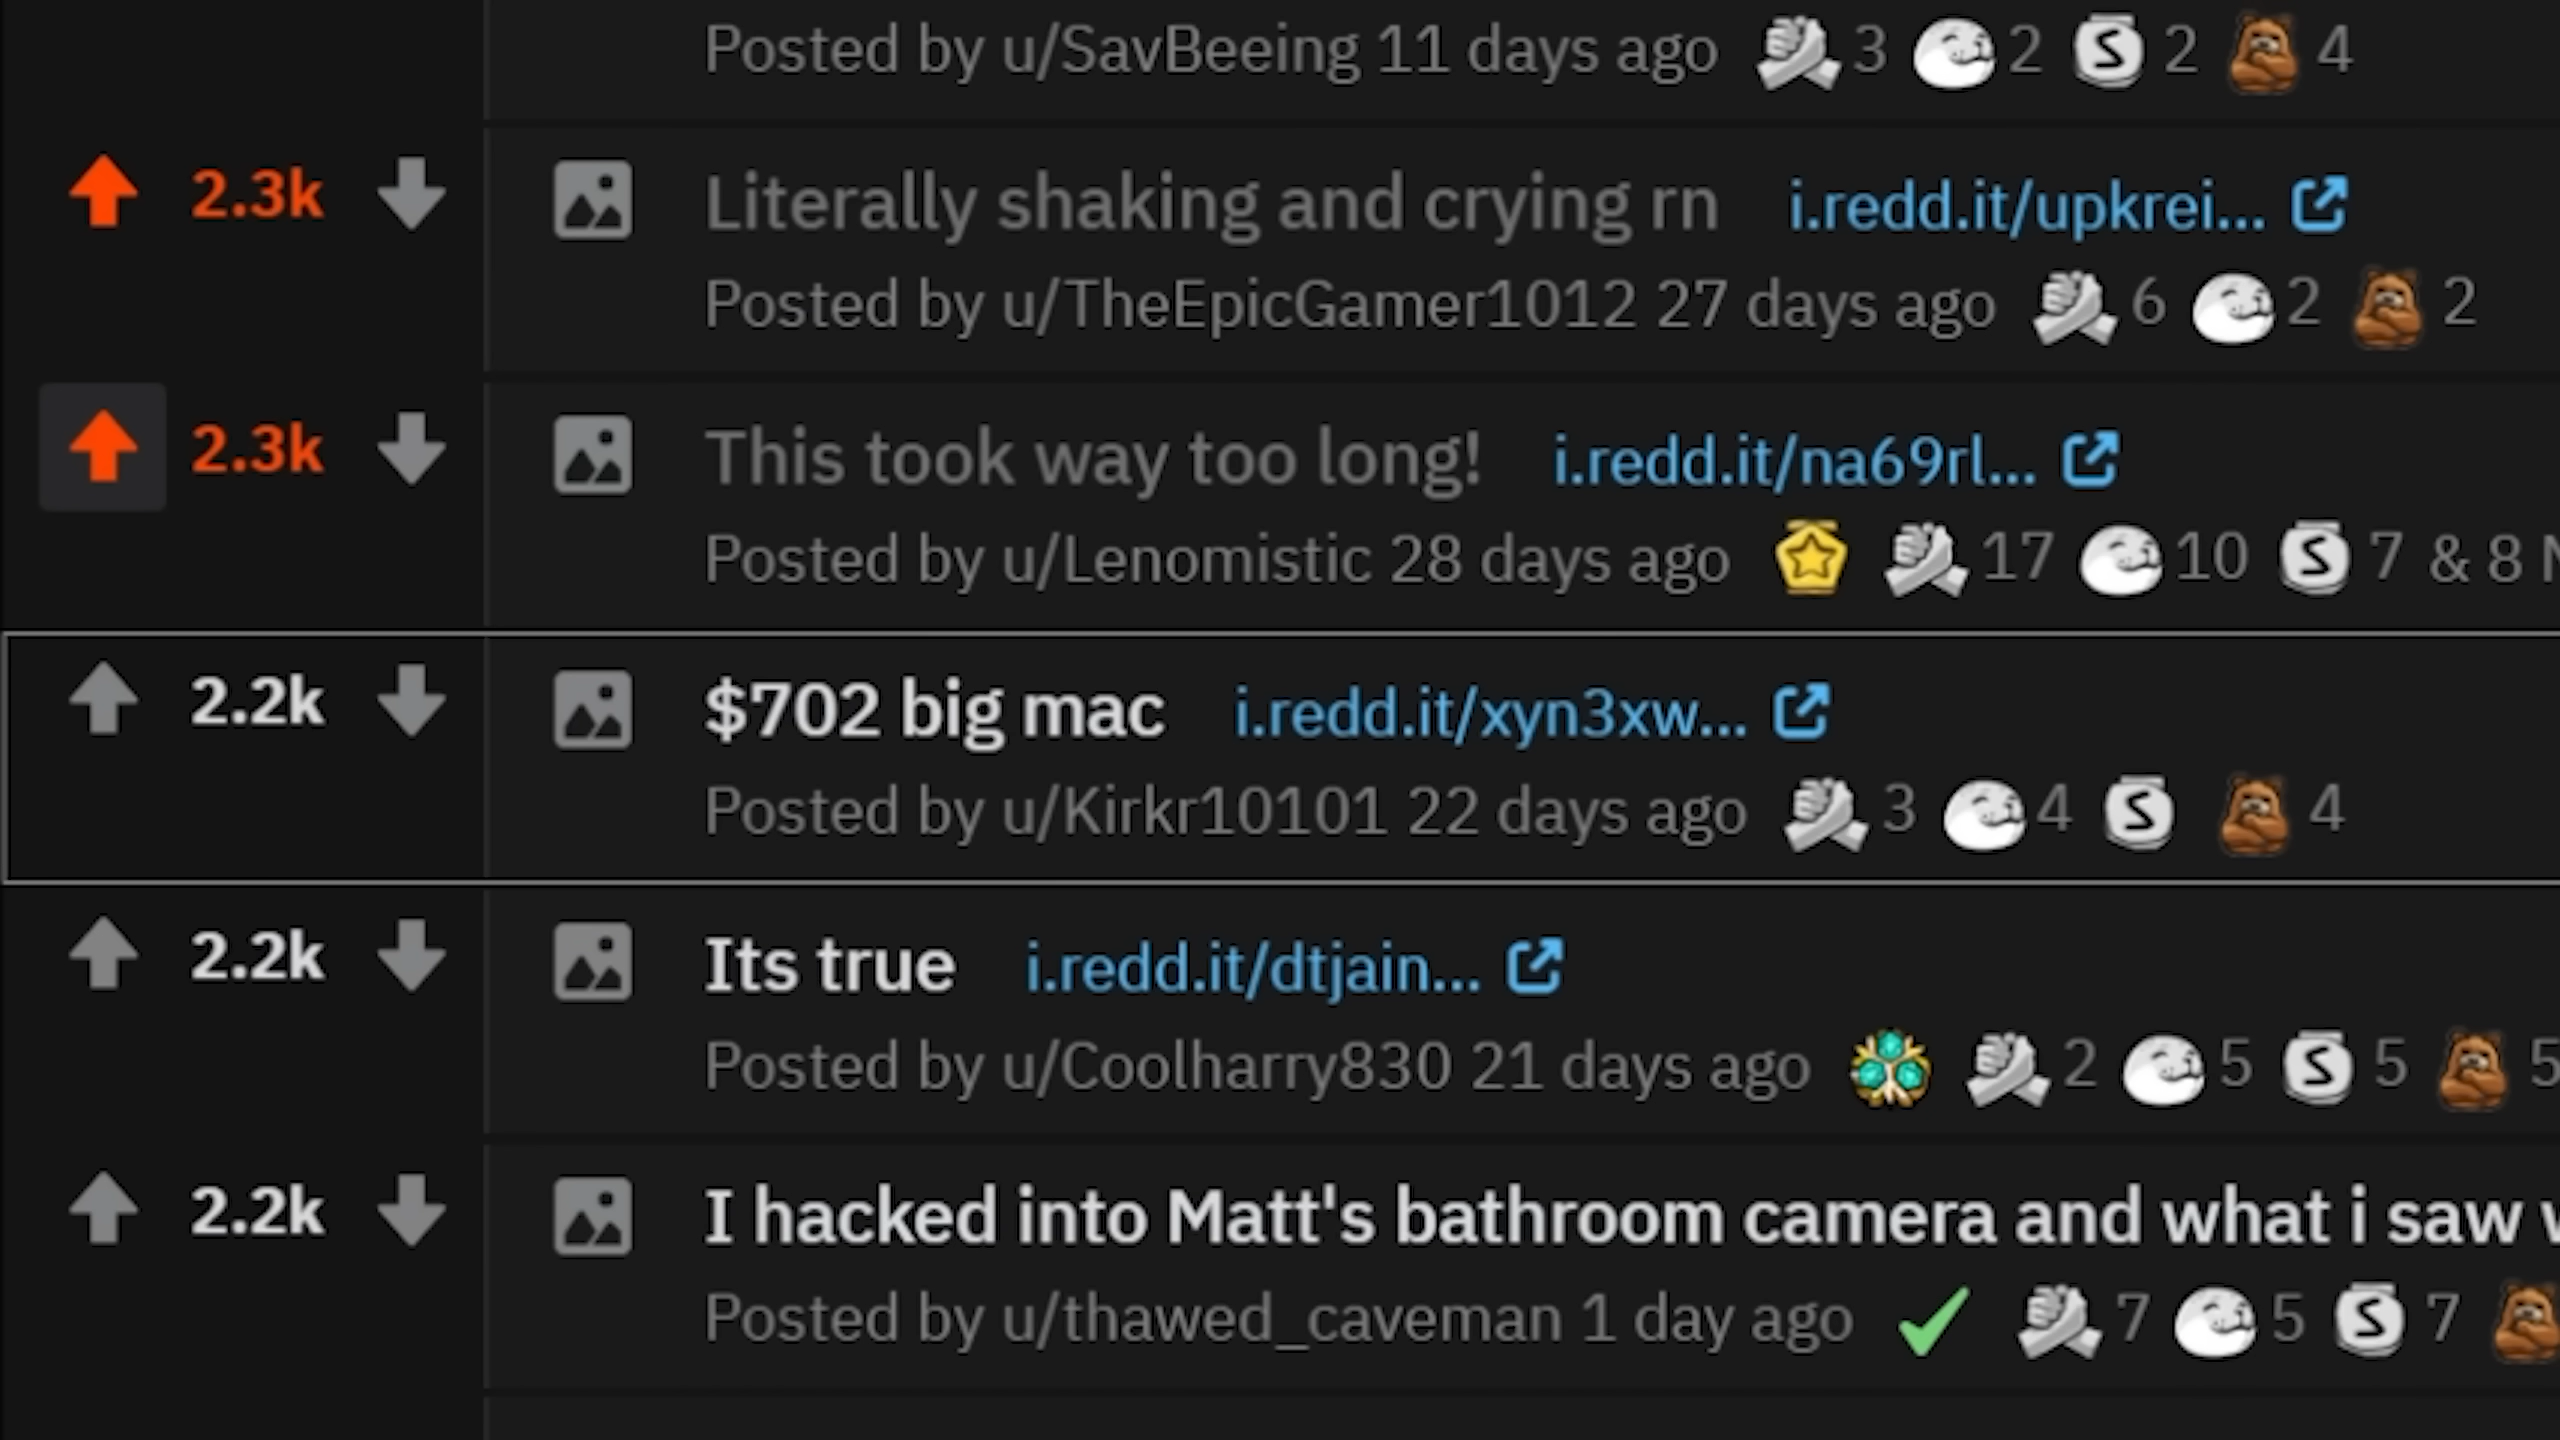 Posted by u/SavBeeing 11 days ago 3 2 S 2 4
2.3k Literally shaking and crying rn i.redd.it/upkrei...
Posted by u/TheEpicGamer1012 27 days ago 6 2 2
2.3k This took way too long! i.redd.it/na69rl...
Posted by u/Lenomistic 28 days ago 17 10 S 7 & 8
2.2k $702 big mac i.redd.it/xyn3xw...
Posted by u/Kirkr10101 22 days ago 3 4 S 4
2.2k Its true i.redd.it/dtjain...
Posted by u/Coolharry830 21 days ago 2 5 S 5 5
2.2k I hacked into Matt's bathroom camera and what i saw
Posted by u/thawed_caveman 1 day ago 7 5 S 7